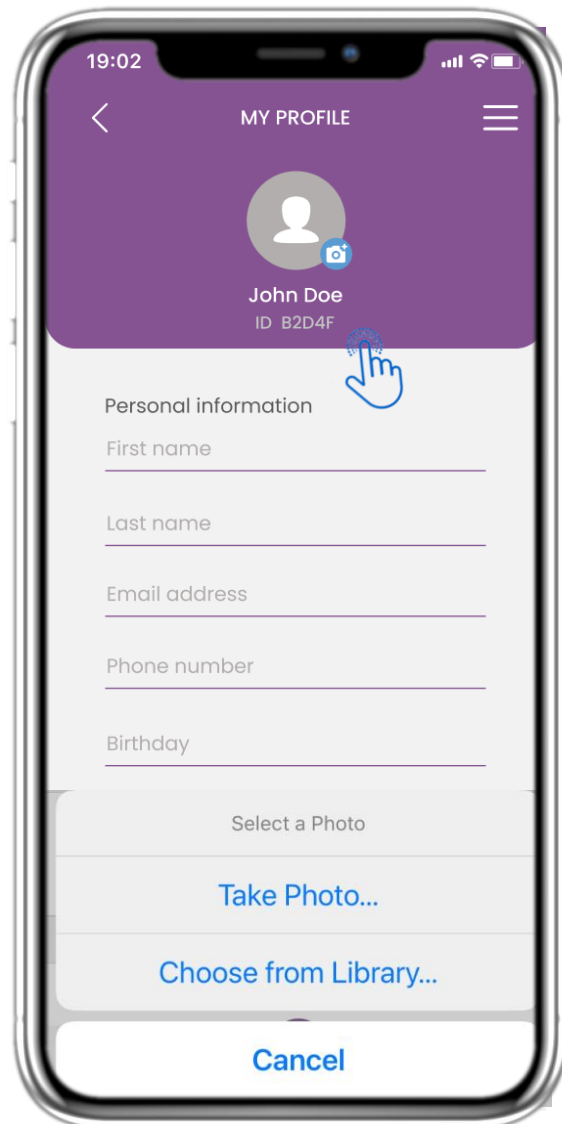 19:02
MY PROFILE
John Doe
ID B2D4F
Personal information
First name
Last name
Email address
Phone number
Birthday
Select a Photo
Take Photo...
Choose from Library...
Cancel